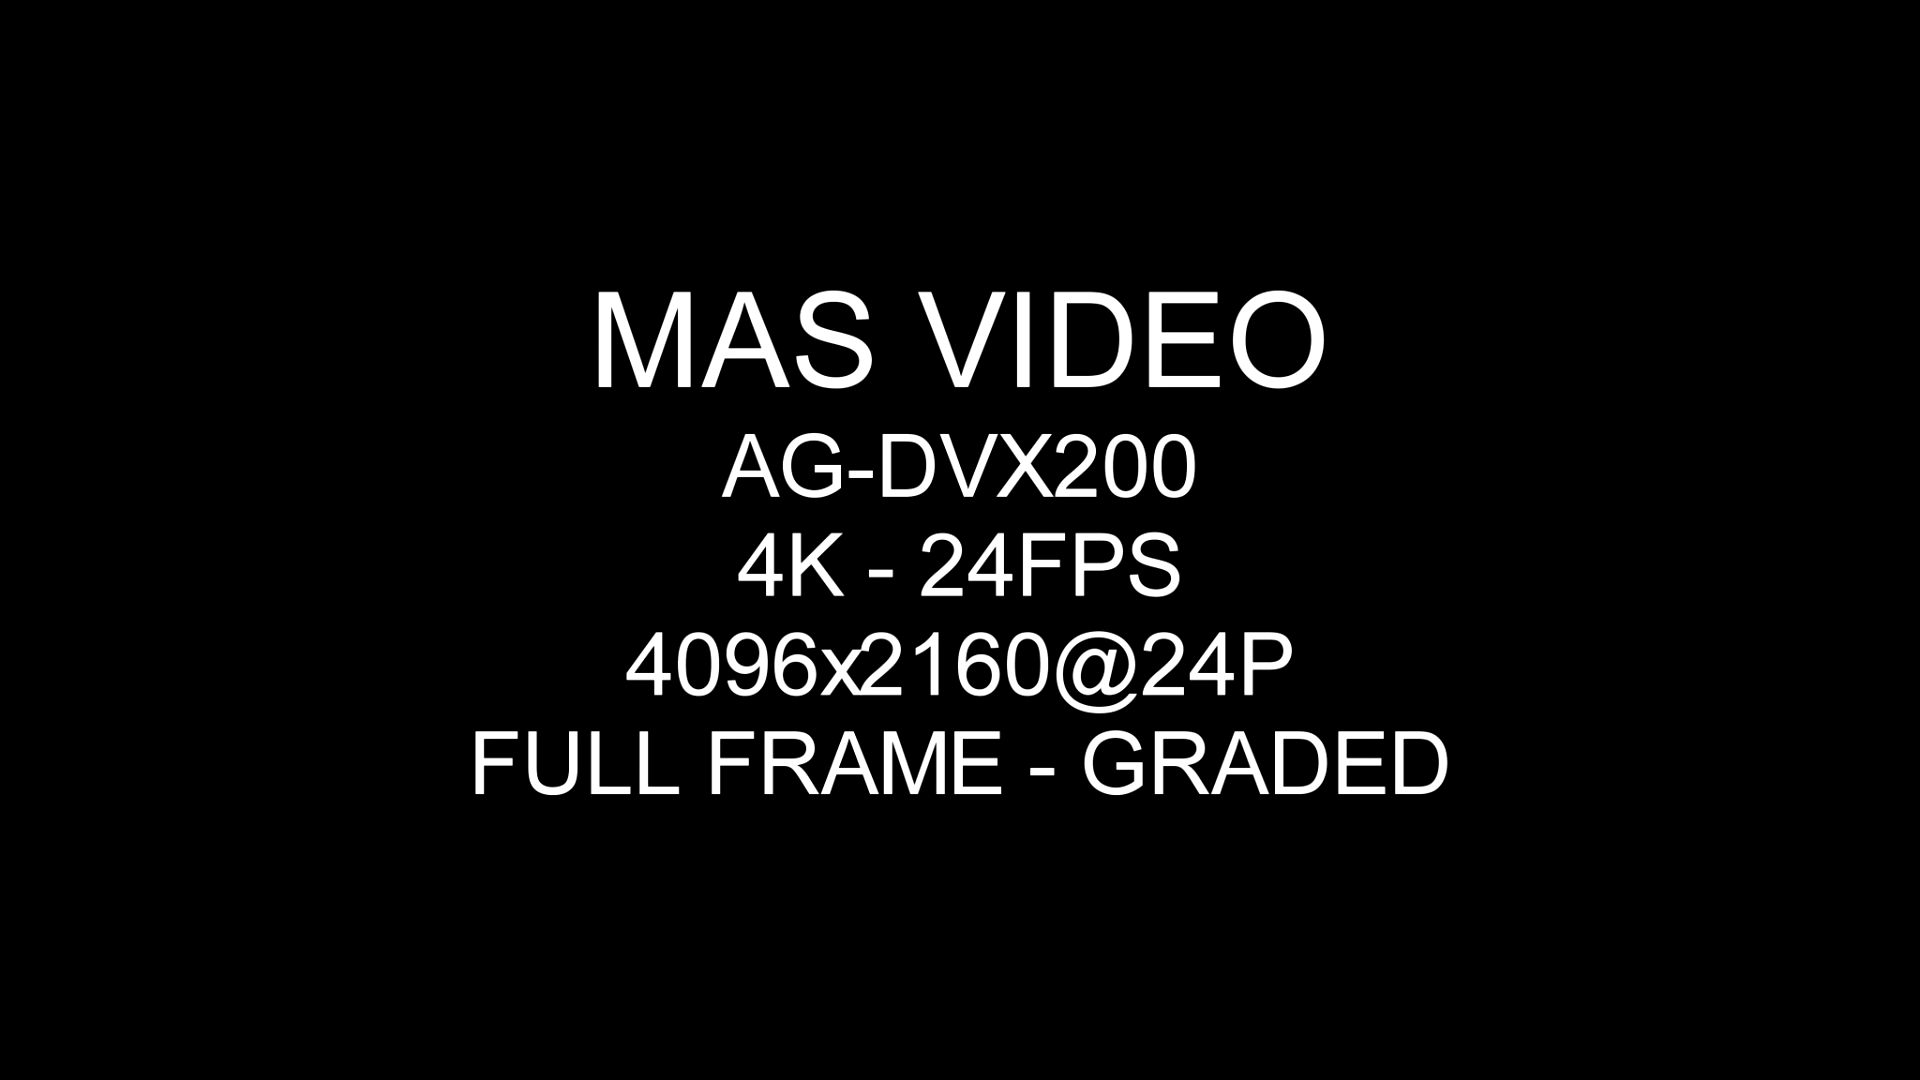 MAS VIDEO
AG-DVX200
4K - 24FPS
4096x2160@24P
FULL FRAME - GRADED